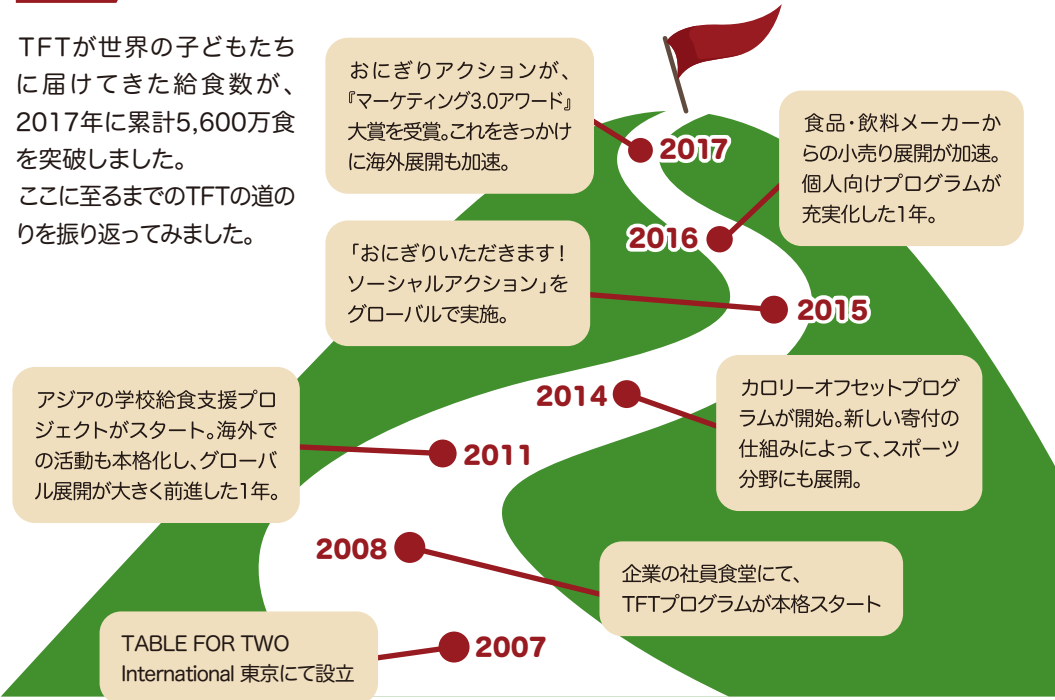 TFTが世界の子どもたち
に届けてきた給食数が、
2017年に累計5,600万食
を突破しました。
ここに至るまでのTFTの道の
りを振り返ってみました。
おにぎりアクションが、
『マーケティング3.0アワード』
大賞を受賞。これをきっかけ
に海外展開も加速。
2017
食品・飲料メーカーか
らの小売り展開が加速。
個人向けプログラムが
充実化した1年。
2016
「おにぎりいただきます!
ソーシャルアクション」を
グローバルで実施。
2015
カロリーオフセットプログ
ラムが開始。新しい寄付の
仕組みによって、スポーツ
分野にも展開。
2014
アジアの学校給食支援プロ
ジェクトがスタート。海外で
の活動も本格化し、グローバ
ル展開が大きく前進した1年。
2011
2008
企業の社員食堂にて、
TFTプログラムが本格スタート
TABLE FOR TWO
International 東京にて設立
2007